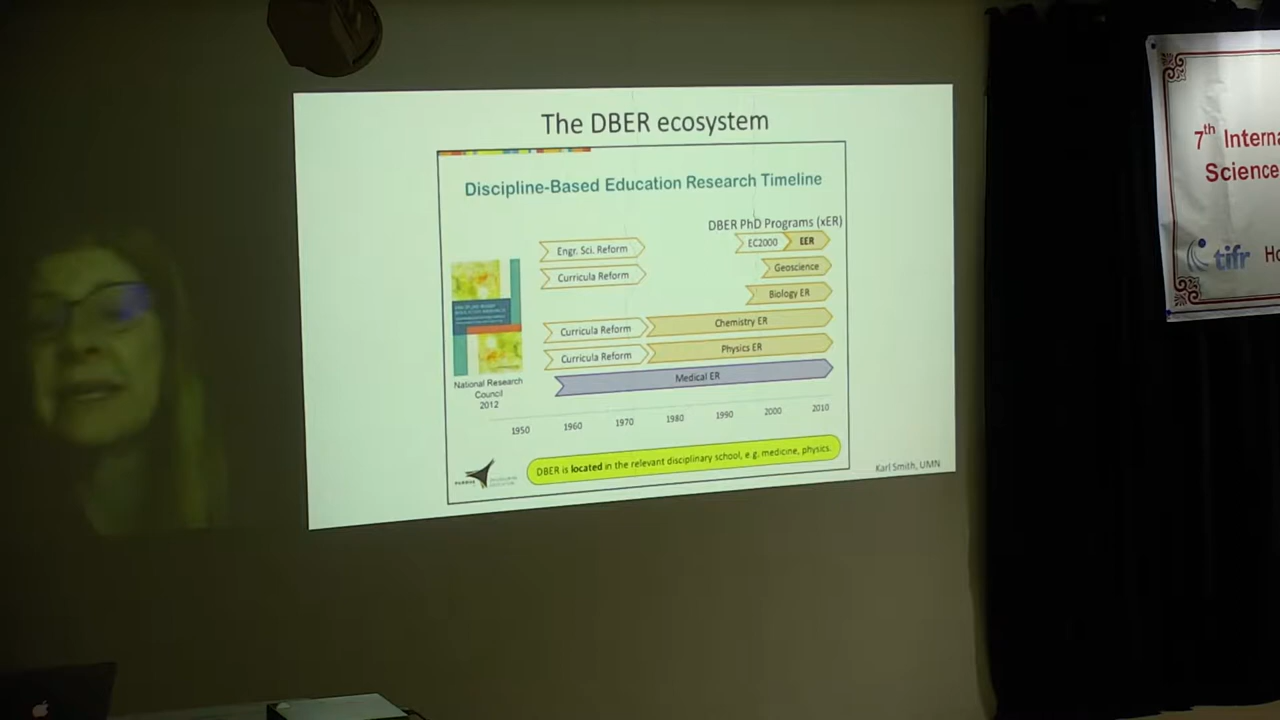 The DBER ecosystem
Discipline-Based Education Research Timeline
DBER PhD Programs (xER)
Engr. Sci. Reform
EC2000
EER
Curricula Reform
Geoscience
Biology ER
Curricula Reform
Chemistry ER
Curricula Reform
Physics ER
Medical ER
National Research
Council
2012
1950 1960 1970 1980 1990 2000 2010
DBER is located in the relevant disciplinary school, e.g. medicine, physics.
PURDUE
Karl Smith, UMN
7th Interna
Science
tifr Ho